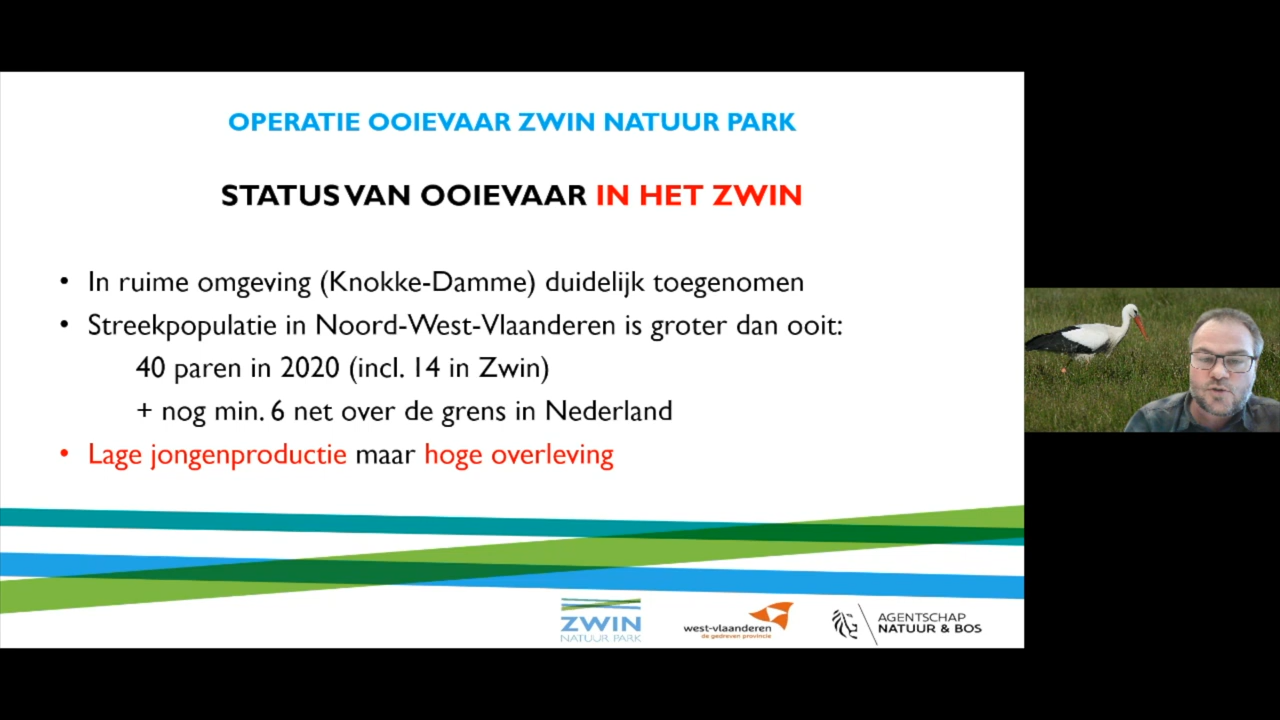 OPERATIE OOIEVAAR ZWIN NATUUR PARK
STATUS VAN OOIEVAAR IN HET ZWIN
• In ruime omgeving (Knokke-Damme) duidelijk toegenomen
• Streekpopulatie in Noord-West-Vlaanderen is groter dan ooit:
40 paren in 2020 (incl. 14 in Zwin)
+ nog min. 6 net over de grens in Nederland
• Lage jongenproductie maar hoge overleving
ZWIN
NATUUR PARK
west-vlaanderen
de gedreven provincie
AGENTSCHAP
NATUUR & BOS